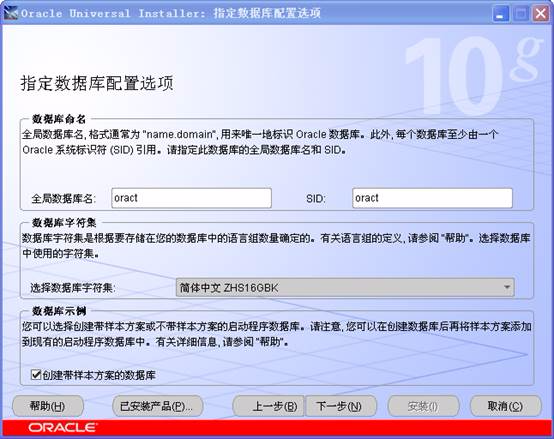 Oracle Universal Installer: 指定数据库配置选项
10g
指定数据库配置选项
数据库命名
全局数据库名, 格式通常为 "name.domain", 用来唯一地标识 Oracle 数据库。此外, 每个数据库至少由一个
Oracle 系统标识符 (SID) 引用。请指定此数据库的全局数据库名和 SID。
全局数据库名: oract SID: oract
数据库字符集
数据库字符集是根据要存储在您的数据库中的语言组数量确定的。有关语言组的定义, 请参阅 "帮助"。选择数据库
中使用的字符集。
选择数据库字符集: 简体中文 ZHS16GBK
数据库示例
您可以选择创建带样本方案或不带样本方案的启动程序数据库。请注意, 您可以在创建数据库后再将样本方案添加
到现有的启动程序数据库中。有关详细信息, 请参阅 "帮助"。
创建带样本方案的数据库
帮助(H) 已安装产品(P)... 上一步(B) 下一步(N) 安装(I) 取消(C)
ORACLE